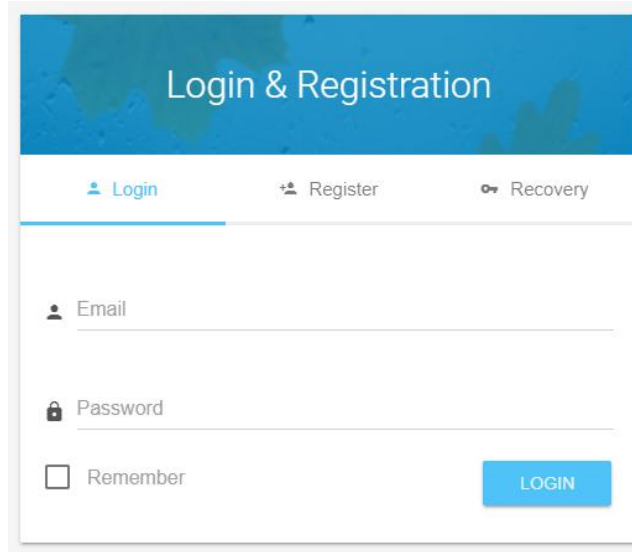 Login & Registration
Login Register Recovery
Email
Password
Remember LOGIN